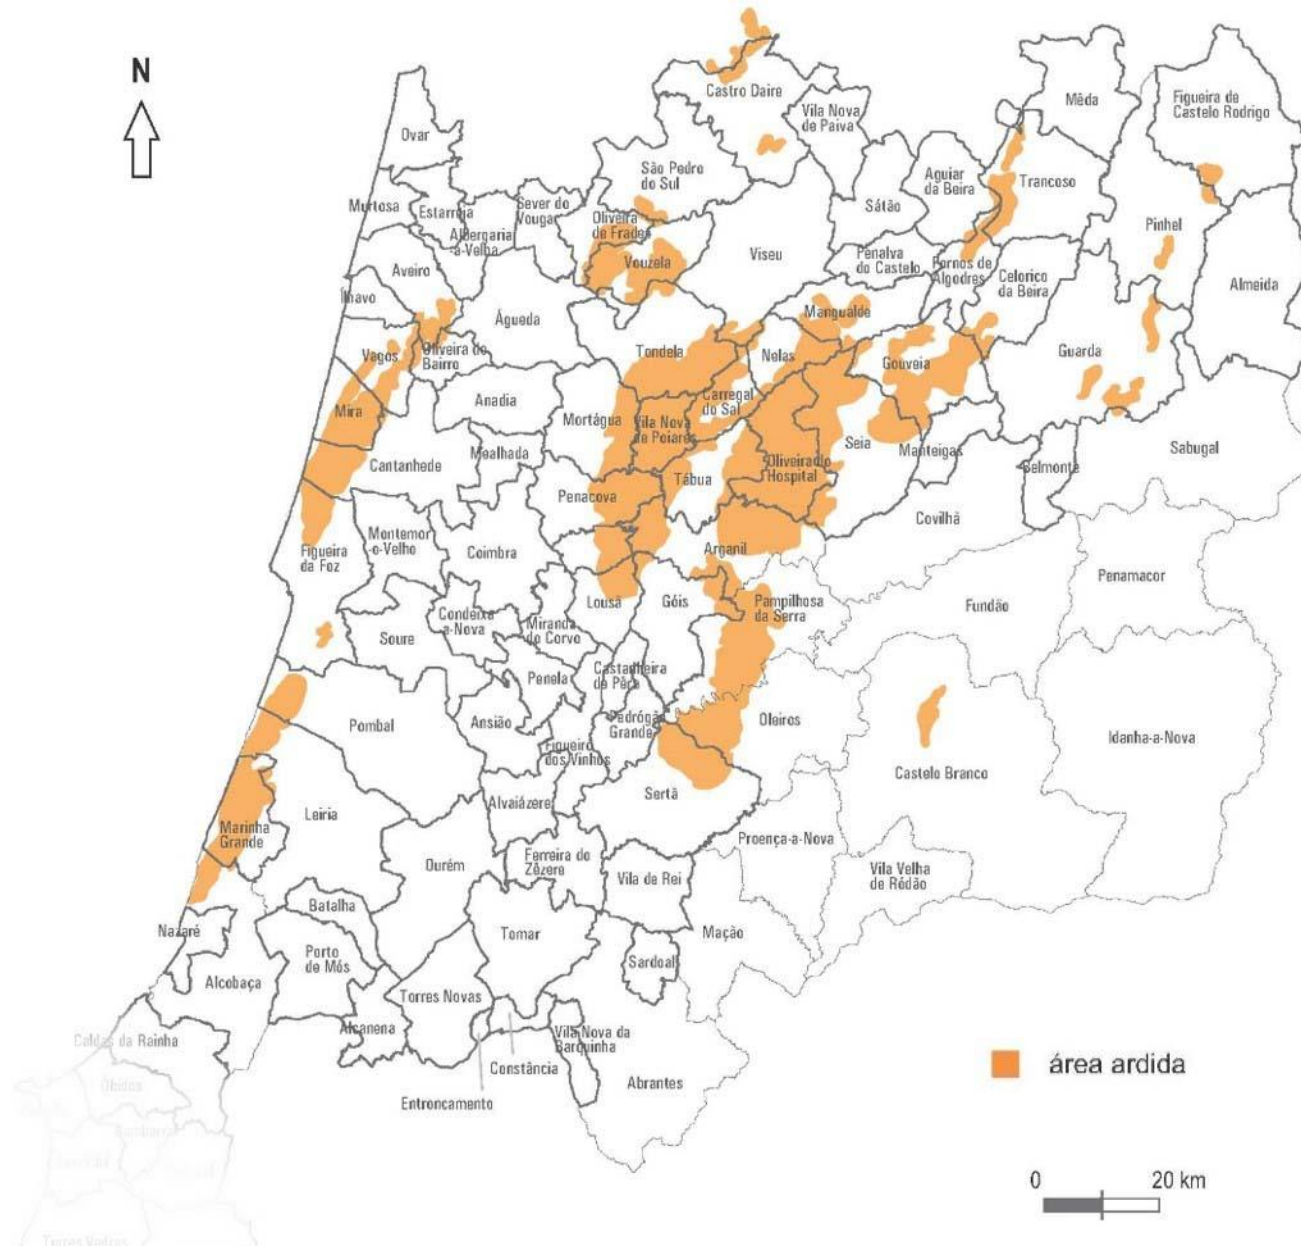 N
Castro Daire
Mêda
Figueira de
Castelo Rodrigo
Vila Nova
de Paiva
Ovar
São Pedro
do Sul
Aguiar
da Beira
Trancoso
Murtosa
Estarreja
Sever do
Vouga
Oliveira
de Frades
Sátão
Pinhel
Albergaria
-a-Velha
Aveiro
Vouzela
Viseu
Penalva
do Castelo
Fornos de
Algodres
Celorico
da Beira
Almeida
Ílhavo
Águeda
Mangualde
Vagos
Oliveira do
Bairro
Tondela
Nelas
Gouveia
Guarda
Mira
Anadia
Mortágua
Carregal
do Sal
Vila Nova
de Poiares
Cantanhede
Mealhada
Seia
Manteigas
Sabugal
Penacova
Tábua
Oliveira do
Hospital
Belmonte
Covilhã
Figueira
da Foz
Montemor
-o-Velho
Coimbra
Arganil
Penamacor
Lousã
Góis
Pampilhosa
da Serra
Fundão
Soure
Condeixa
-a-Nova
Miranda
do Corvo
Penela
Castanheira
de Pêra
Pombal
Ansião
Pedrógão
Grande
Oleiros
Idanha-a-Nova
Figueiró
dos Vinhos
Castelo Branco
Leiria
Alvaiázere
Sertã
Marinha
Grande
Proença-a-Nova
Ourém
Ferreira do
Zêzere
Vila de Rei
Vila Velha
de Ródão
Batalha
Nazaré
Tomar
Mação
Porto
de Mós
Sardoal
Alcobaça
Torres Novas
Alcanena
Caldas da Rainha
Vila Nova da
Barquinha
Constância
Abrantes
Entroncamento
Óbidos
Torres Vedras
área ardida
0 20 km